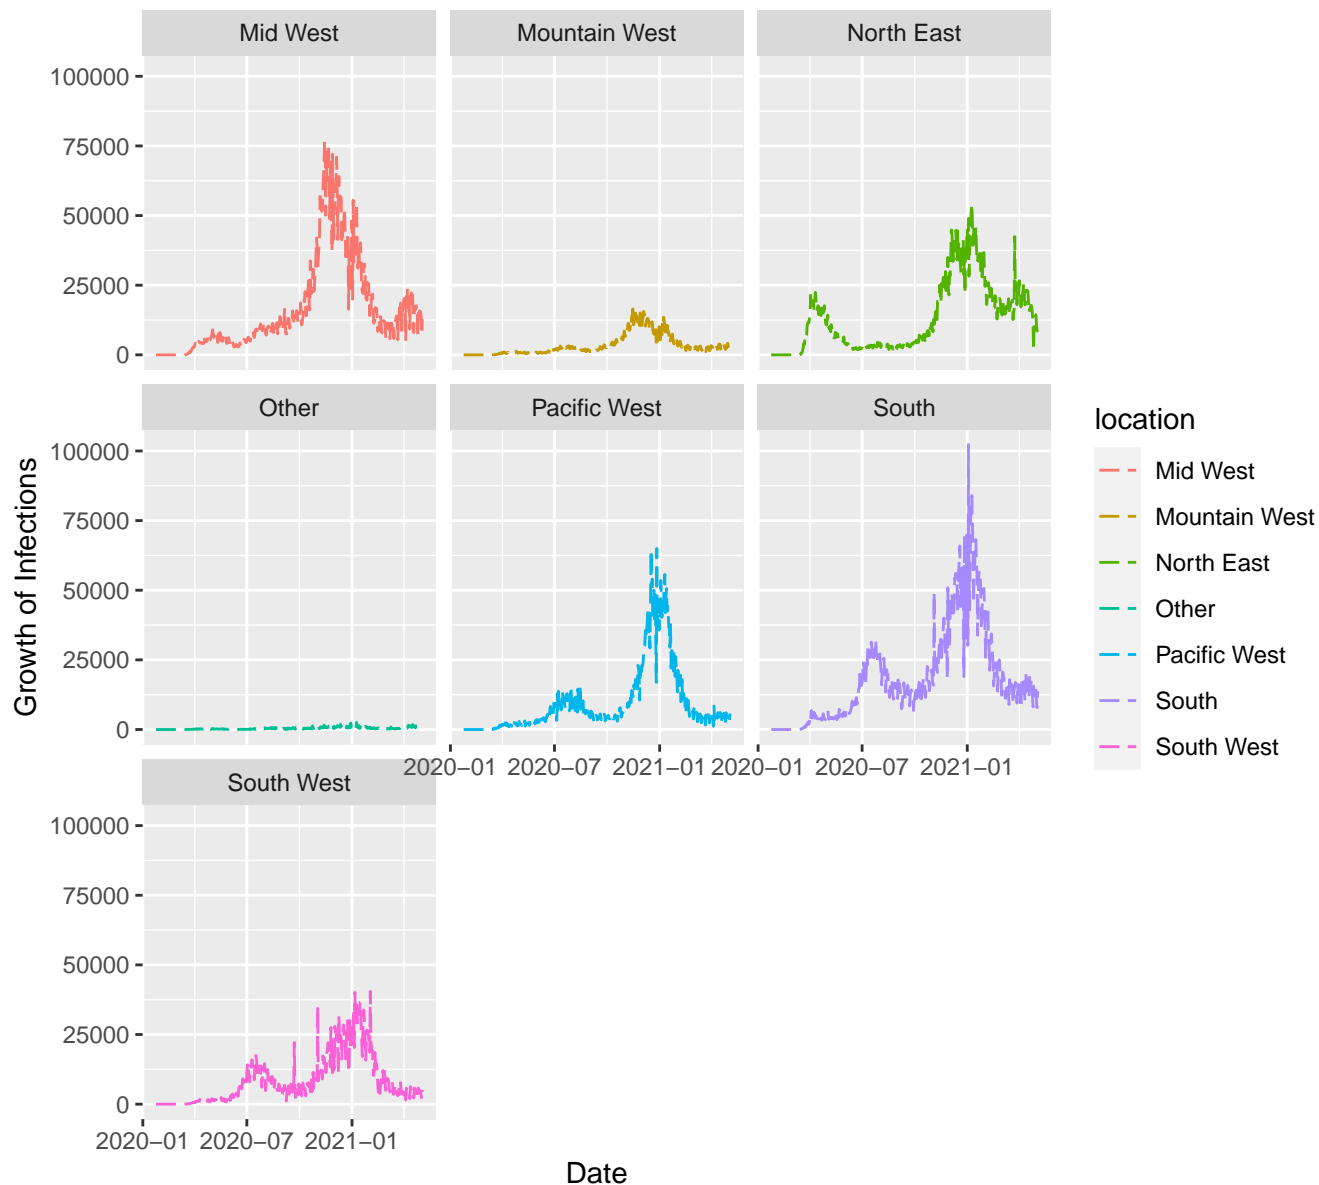 Mid West
Mountain West
North East
100000
75000
50000
25000
0
Other
Pacific West
South
100000
75000
50000
25000
0
2020−01
2020−07
2021−01
2020−01
2020−07
2021−01
South West
100000
75000
50000
25000
0
2020−01
2020−07
2021−01
Growth of Infections
Date
location
Mid West
Mountain West
North East
Other
Pacific West
South
South West